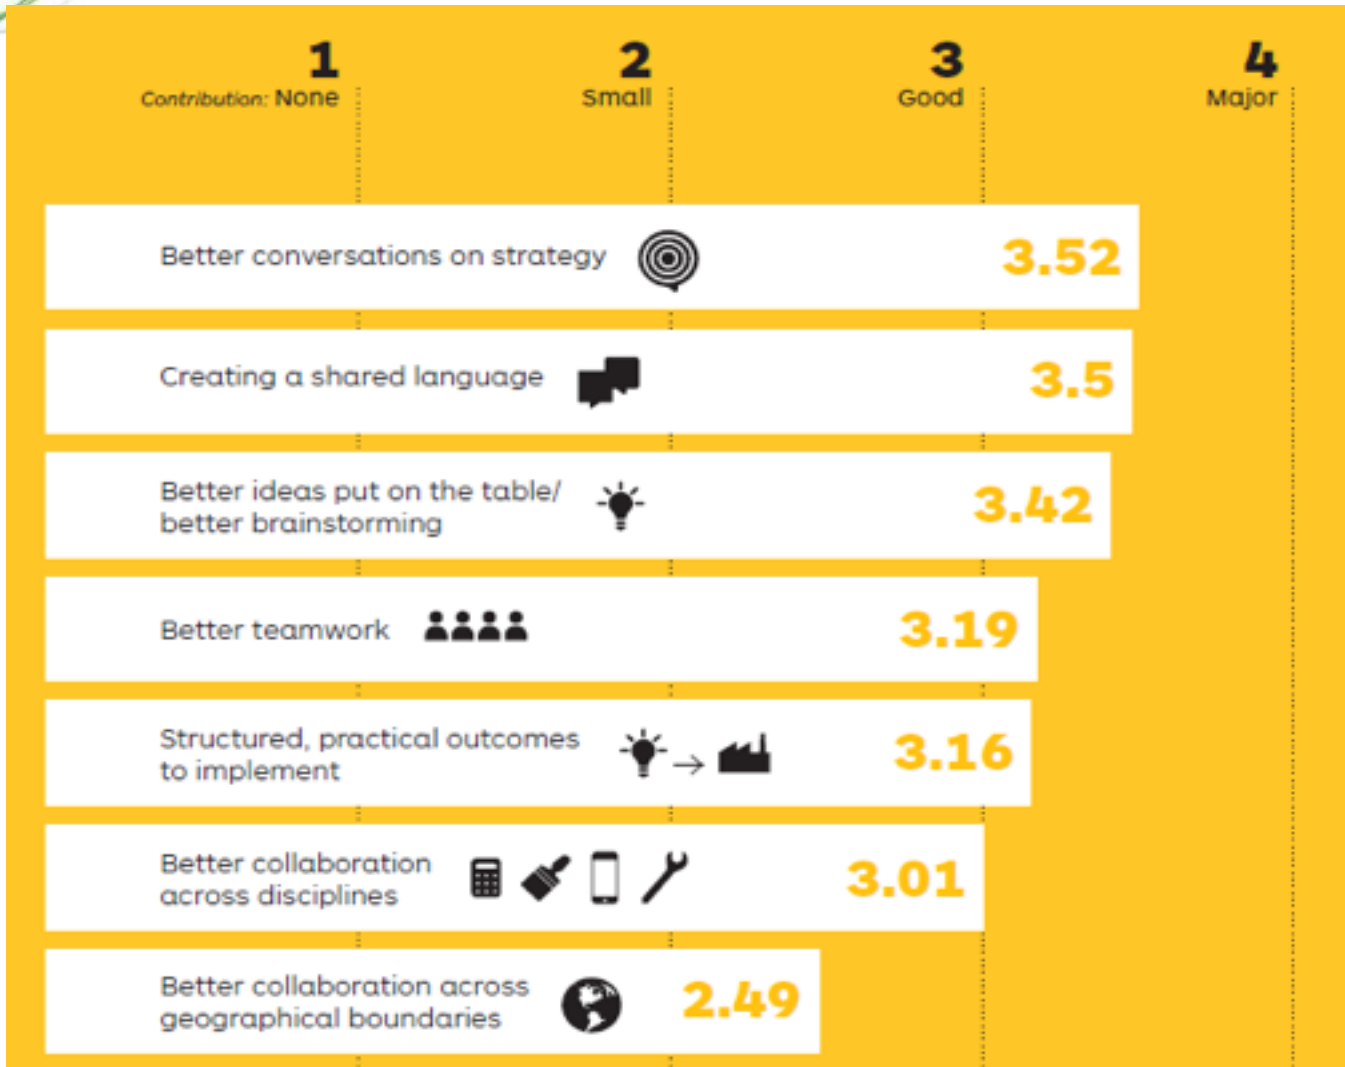 1 2 3 4
Contribution: None Small Good Major
Better conversations on strategy 3.52
Creating a shared language 3.5
Better ideas put on the table/
better brainstorming 3.42
Better teamwork 3.19
Structured, practical outcomes
to implement 3.16
Better collaboration
across disciplines 3.01
Better collaboration across
geographical boundaries 2.49